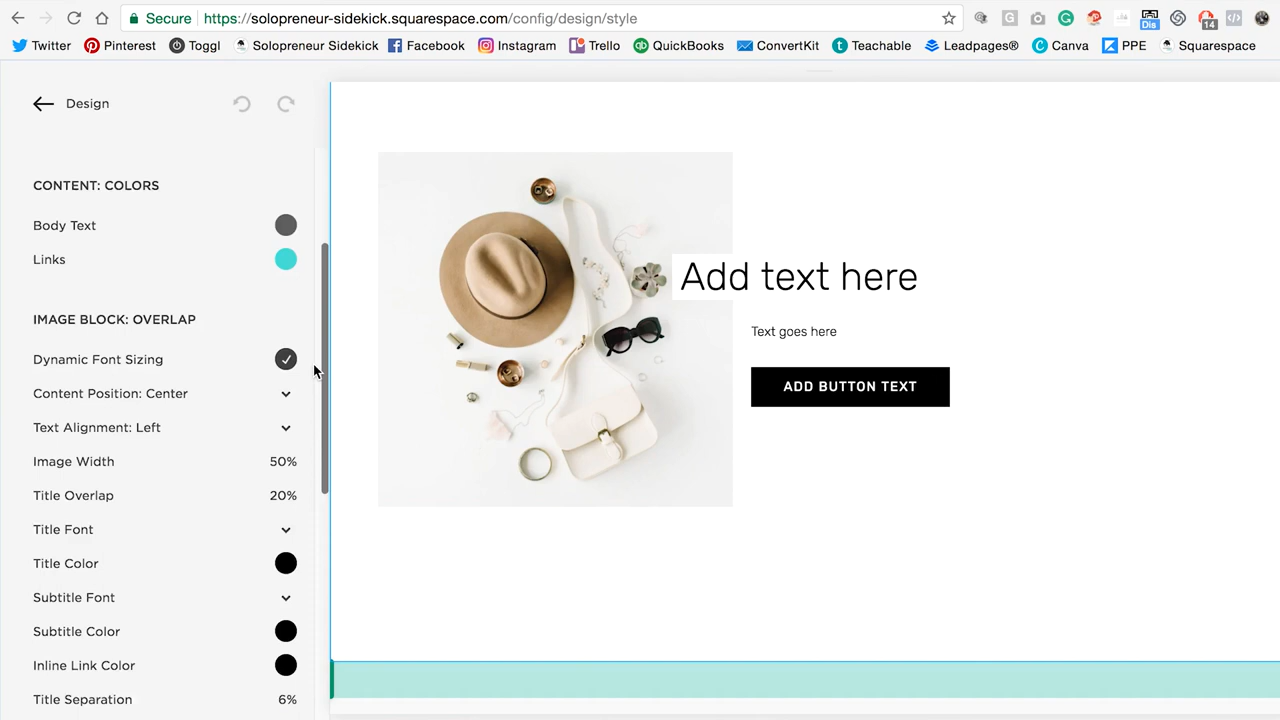 Secure https://solopreneur-sidekick.squarespace.com/config/design/style
Dis
14
Twitter Pinterest Toggl Solopreneur Sidekick Facebook Instagram Trello QuickBooks ConvertKit Teachable Leadpages® Canva PPE Squarespace
Design
CONTENT: COLORS
Body Text
Links
IMAGE BLOCK: OVERLAP
Dynamic Font Sizing
Content Position: Center
Text Alignment: Left
Image Width 50%
Title Overlap 20%
Title Font
Title Color
Subtitle Font
Subtitle Color
Inline Link Color
Title Separation 6%
Add text here
Text goes here
ADD BUTTON TEXT